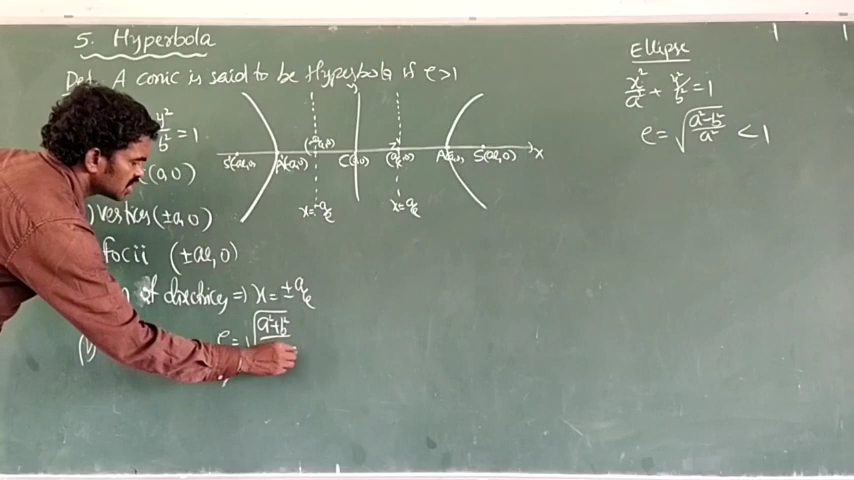 5. Hyperbola
Def. A conic is said to be Hyperbola if e>1
y²/b² = 1
(0,0)
) vertices (±a,0)
focii (±ae,0)
of directrices => x = ±a/e
e = √a²+b²
S'(-ae,0) A'(-a,0) C(0,0) Z A(a,0) S(ae,0) X
x=-a/e x=a/e
Ellipse
x²/a² + y²/b² = 1
e = √(a²-b²/a²) < 1